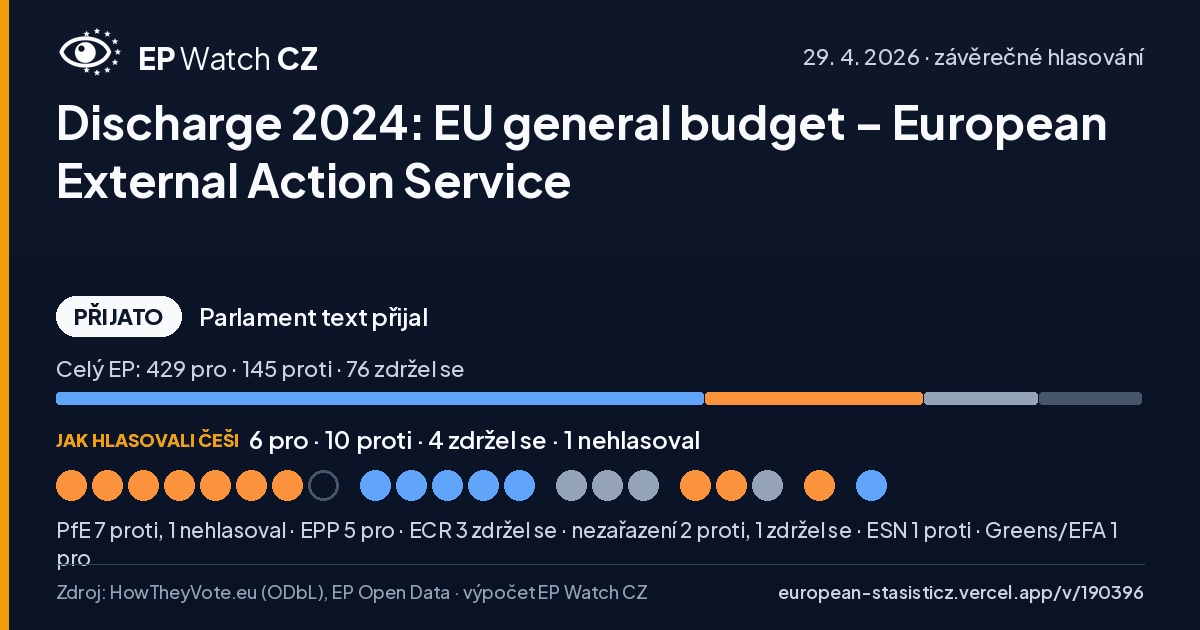 EP Watch CZ
29. 4. 2026 · závěrečné hlasování
Discharge 2024: EU general budget – European
External Action Service
PŘIJATO
Parlament text přijal
Celý EP: 429 pro · 145 proti · 76 zdržel se
JAK HLASOVALI ČEŠI 6 pro · 10 proti · 4 zdržel se · 1 nehlasoval
PfE 7 proti, 1 nehlasoval · EPP 5 pro · ECR 3 zdržel se · nezařazení 2 proti, 1 zdržel se · ESN 1 proti · Greens/EFA 1
pro
Zdroj: HowTheyVote.eu (ODbL), EP Open Data · výpočet EP Watch CZ
european-stasisticz.vercel.app/v/190396